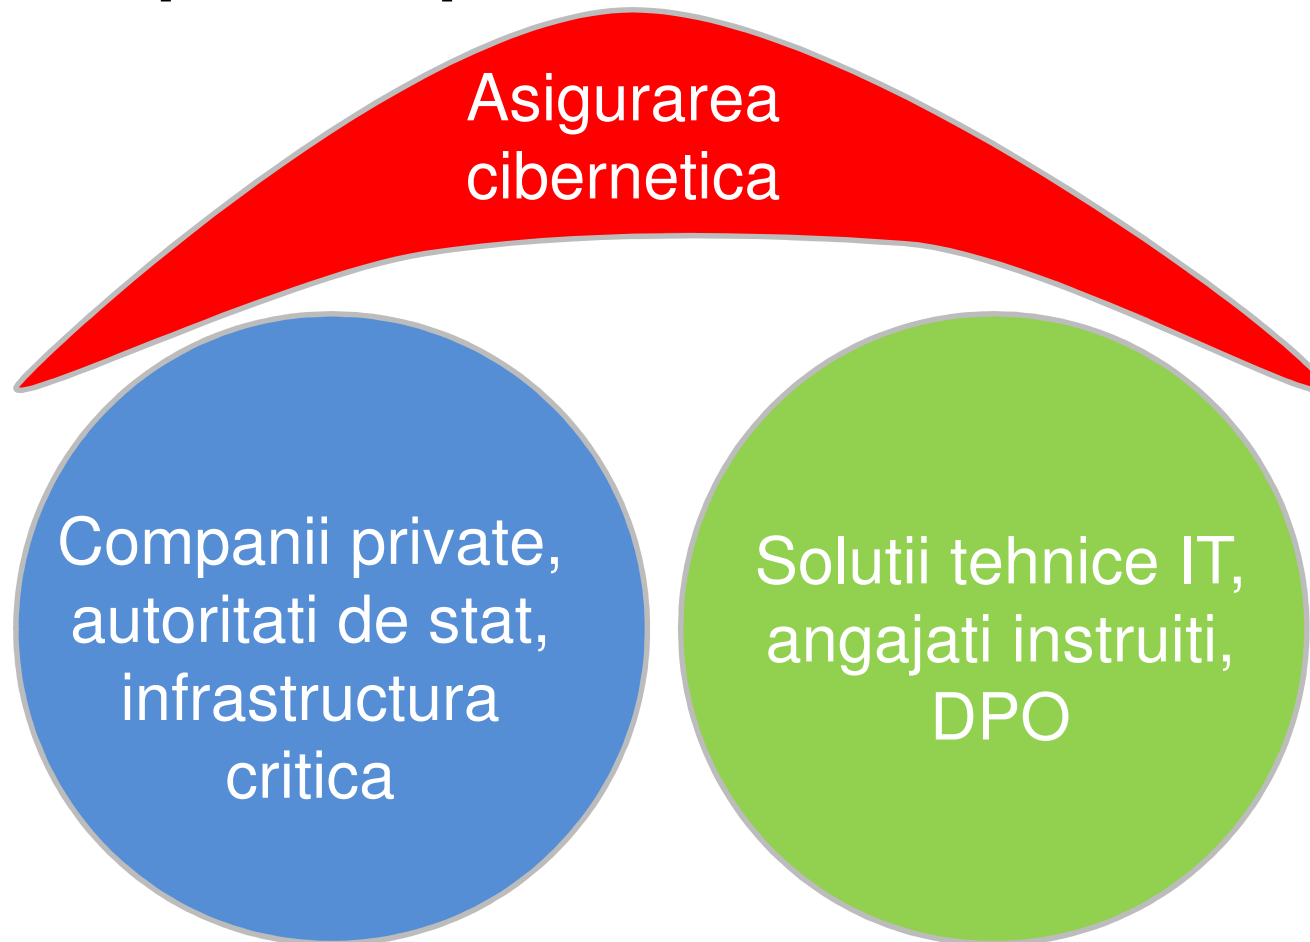 Asigurarea
cibernetica
Companii private,
autoritati de stat,
infrastructura
critica
Solutii tehnice IT,
angajati instruiti,
DPO